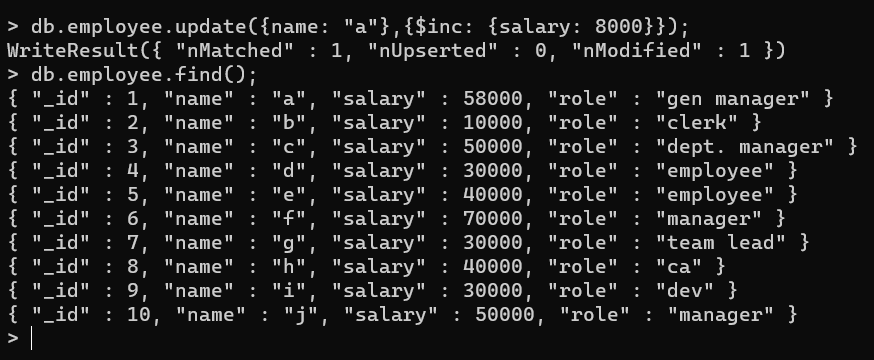 > db.employee.update({name: "a"},{$inc: {salary: 8000}});
WriteResult({ "nMatched" : 1, "nUpserted" : 0, "nModified" : 1 })
> db.employee.find();
{ "_id" : 1, "name" : "a", "salary" : 58000, "role" : "gen manager" }
{ "_id" : 2, "name" : "b", "salary" : 10000, "role" : "clerk" }
{ "_id" : 3, "name" : "c", "salary" : 50000, "role" : "dept. manager" }
{ "_id" : 4, "name" : "d", "salary" : 30000, "role" : "employee" }
{ "_id" : 5, "name" : "e", "salary" : 40000, "role" : "employee" }
{ "_id" : 6, "name" : "f", "salary" : 70000, "role" : "manager" }
{ "_id" : 7, "name" : "g", "salary" : 30000, "role" : "team lead" }
{ "_id" : 8, "name" : "h", "salary" : 40000, "role" : "ca" }
{ "_id" : 9, "name" : "i", "salary" : 30000, "role" : "dev" }
{ "_id" : 10, "name" : "j", "salary" : 50000, "role" : "manager" }
>